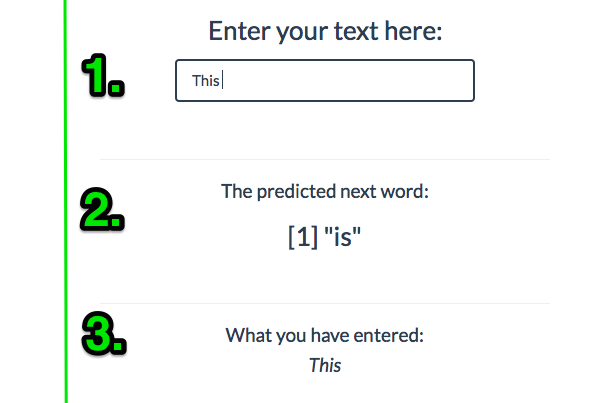 Enter your text here:
1.
This
The predicted next word:
2.
[1] "is"
3.
What you have entered:
This